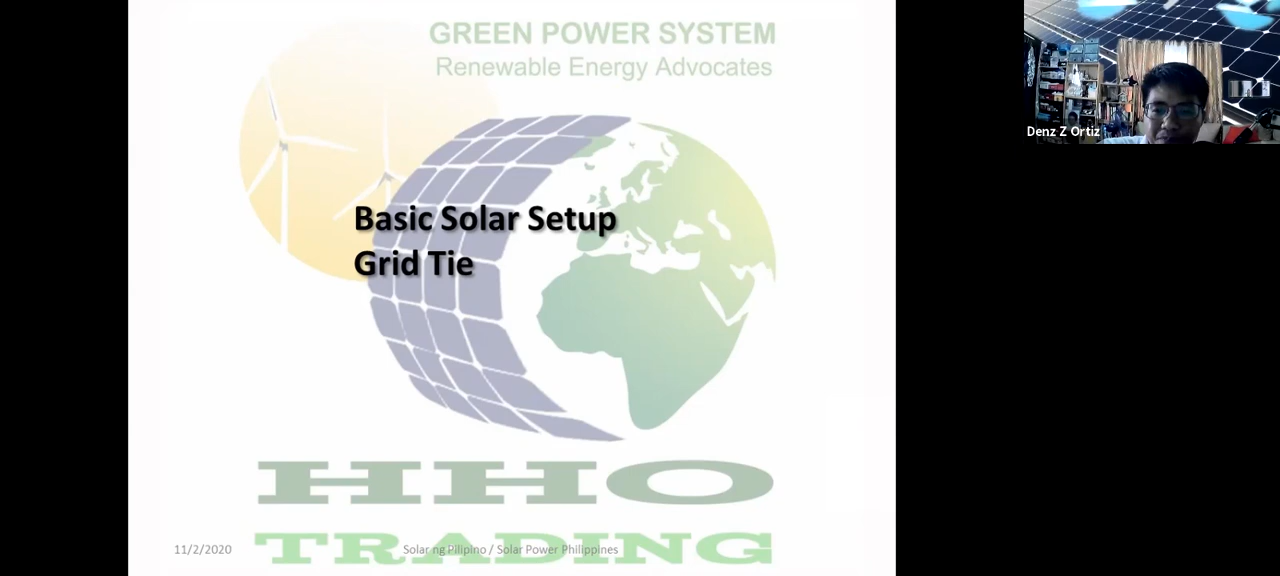 GREEN POWER SYSTEM
Renewable Energy Advocates
Denz Z Ortiz
Basic Solar Setup
Grid Tie
HHO
TRADING
11/2/2020
Solar ng Pilipino / Solar Power Philippines